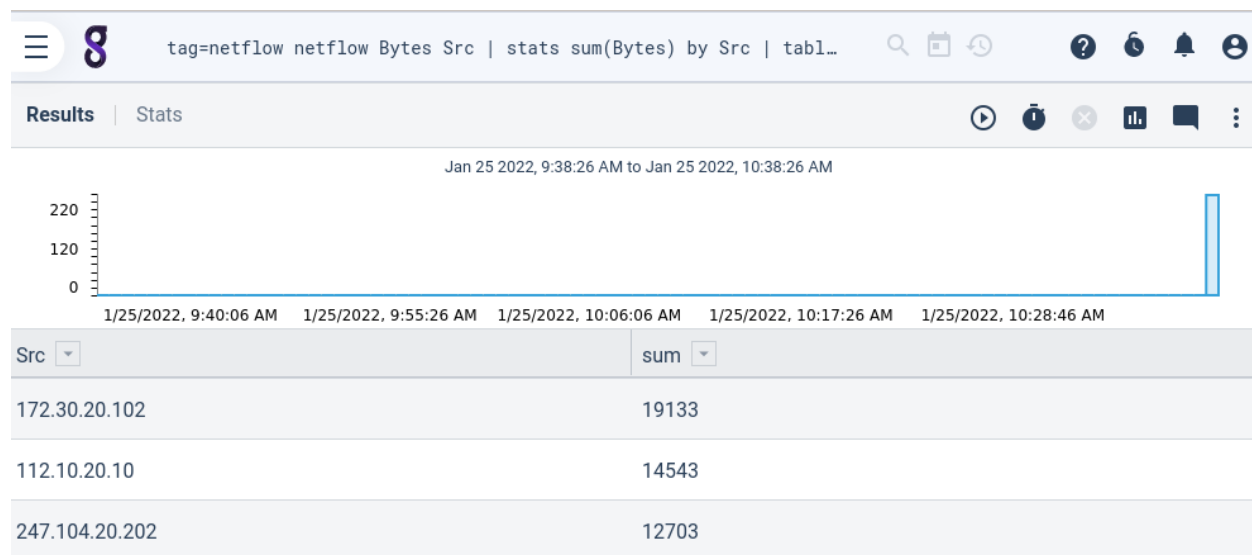 tag=netflow netflow Bytes Src | stats sum(Bytes) by Src | tabl…
Results | Stats
Jan 25 2022, 9:38:26 AM to Jan 25 2022, 10:38:26 AM
220
120
0
1/25/2022, 9:40:06 AM 1/25/2022, 9:55:26 AM 1/25/2022, 10:06:06 AM 1/25/2022, 10:17:26 AM 1/25/2022, 10:28:46 AM
Src sum
172.30.20.102 19133
112.10.20.10 14543
247.104.20.202 12703